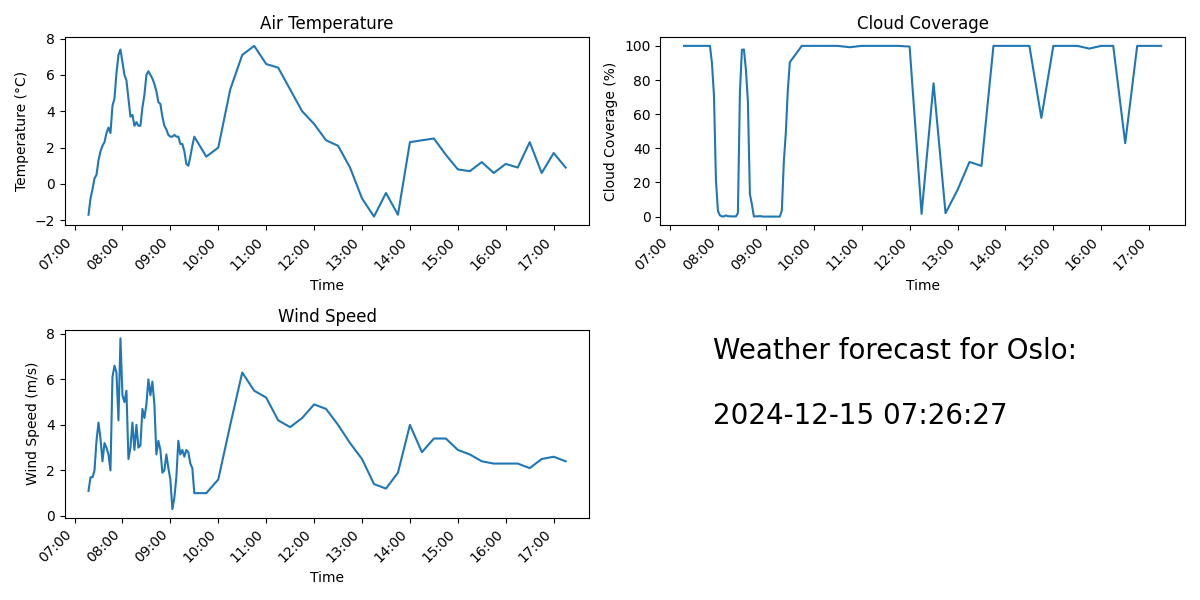 Air Temperature
Temperature (°C)
8
6
4
2
0
−2
07:00 08:00 09:00 10:00 11:00 12:00 13:00 14:00 15:00 16:00 17:00
Time
Cloud Coverage
Cloud Coverage (%)
100
80
60
40
20
0
07:00 08:00 09:00 10:00 11:00 12:00 13:00 14:00 15:00 16:00 17:00
Time
Wind Speed
Wind Speed (m/s)
8
6
4
2
0
07:00 08:00 09:00 10:00 11:00 12:00 13:00 14:00 15:00 16:00 17:00
Time
Weather forecast for Oslo:
2024-12-15 07:26:27